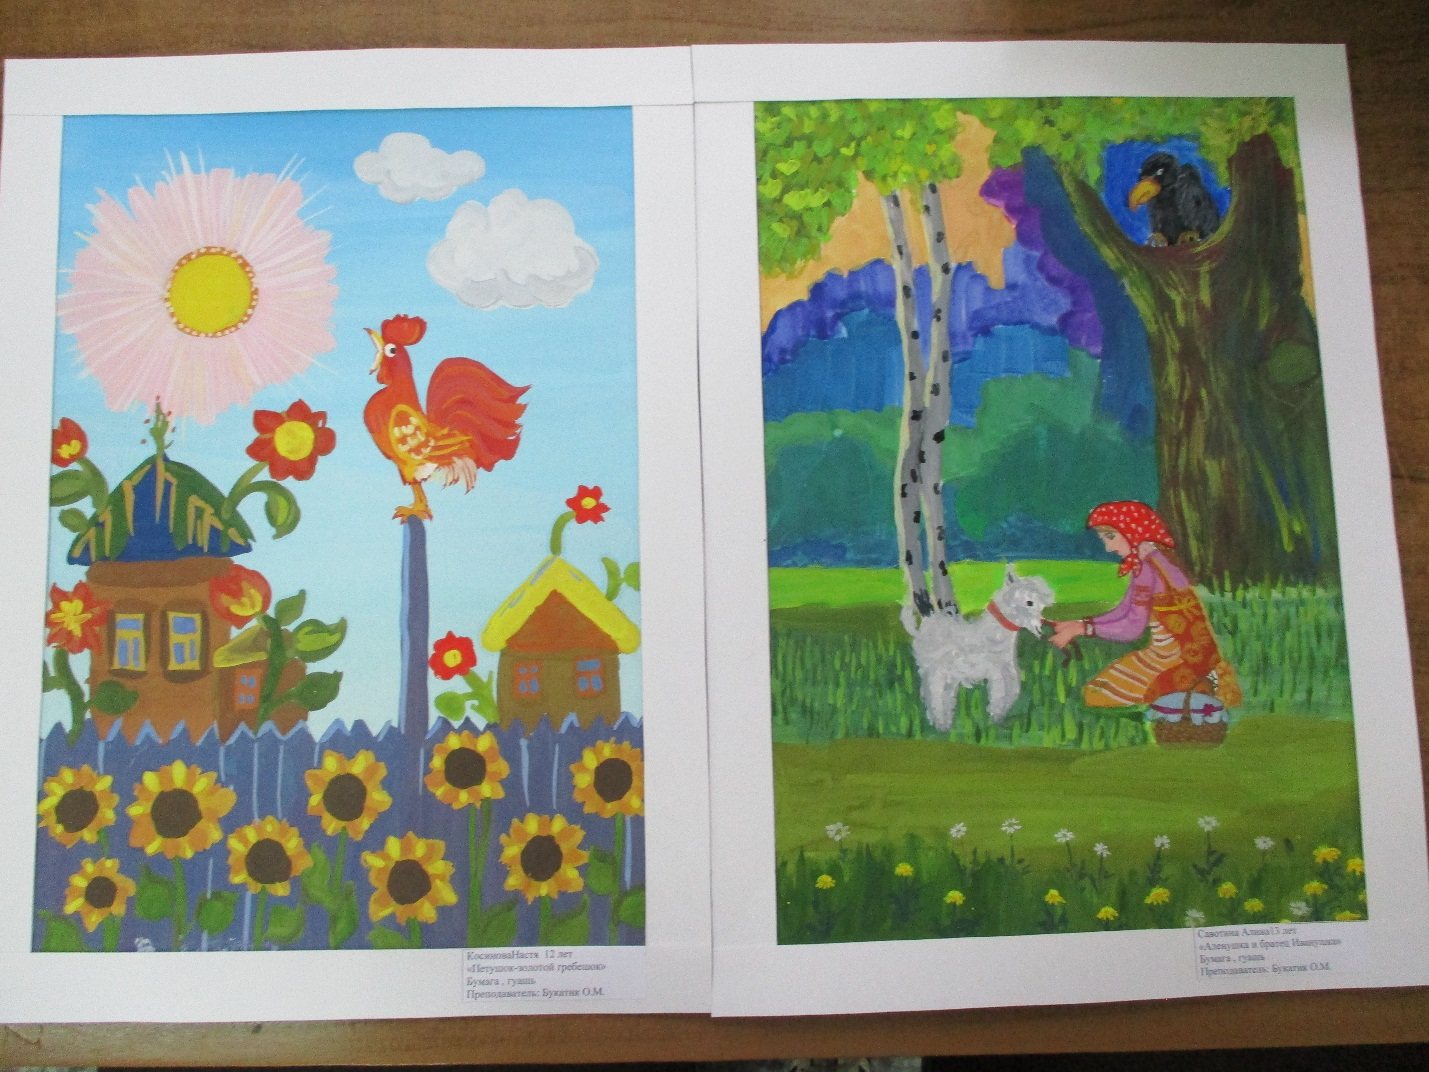 КосиноваНастя 12 лет
«Петушок-золотой гребешок»
Бумага , гуашь
Преподаватель: Букатик О.М.
Савотина Алина13 лет
«Аленушка и братец Иванушка»
Бумага , гуашь
Преподаватель: Букатик О.М.